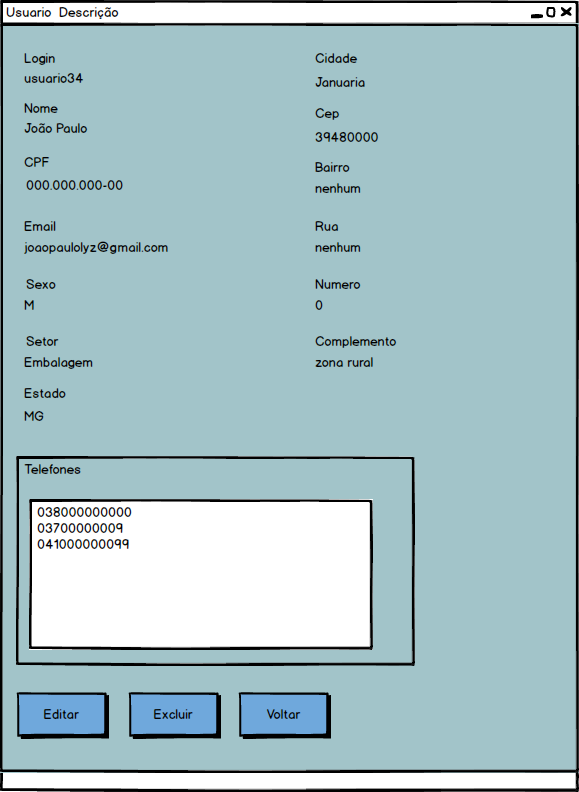 Usuario Descrição
Login
usuario34
Nome
João Paulo
CPF
000.000.000-00
Email
joaopaulolyz@gmail.com
Sexo
M
Setor
Embalagem
Estado
MG
Cidade
Januaria
Cep
39480000
Bairro
nenhum
Rua
nenhum
Numero
0
Complemento
zona rural
Telefones
038000000000
03700000009
041000000099
Editar
Excluir
Voltar